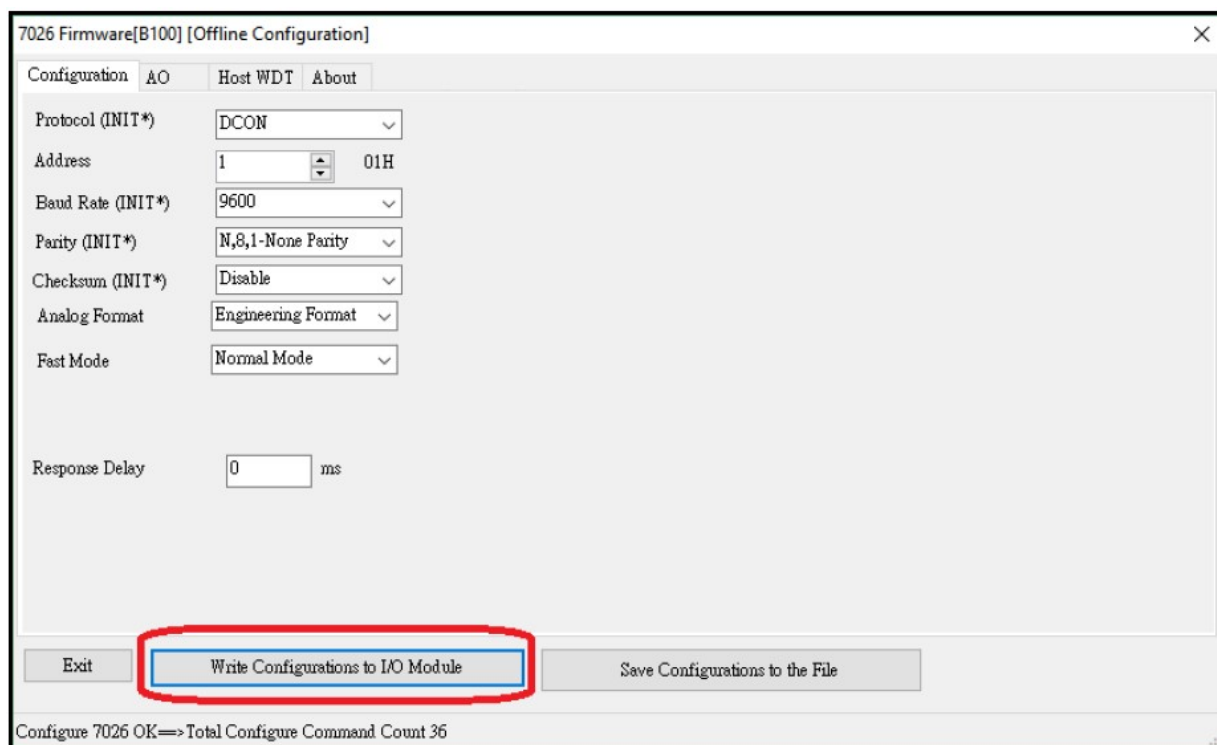 7026 Firmware[B100] [Offline Configuration]
Configuration AO Host WDT About
Protocol (INIT*) DCON
Address 1 01H
Baud Rate (INIT*) 9600
Parity (INIT*) N,8,1-None Parity
Checksum (INIT*) Disable
Analog Format Engineering Format
Fast Mode Normal Mode
Response Delay 0 ms
Exit Write Configurations to I/O Module Save Configurations to the File
Configure 7026 OK==>Total Configure Command Count 36